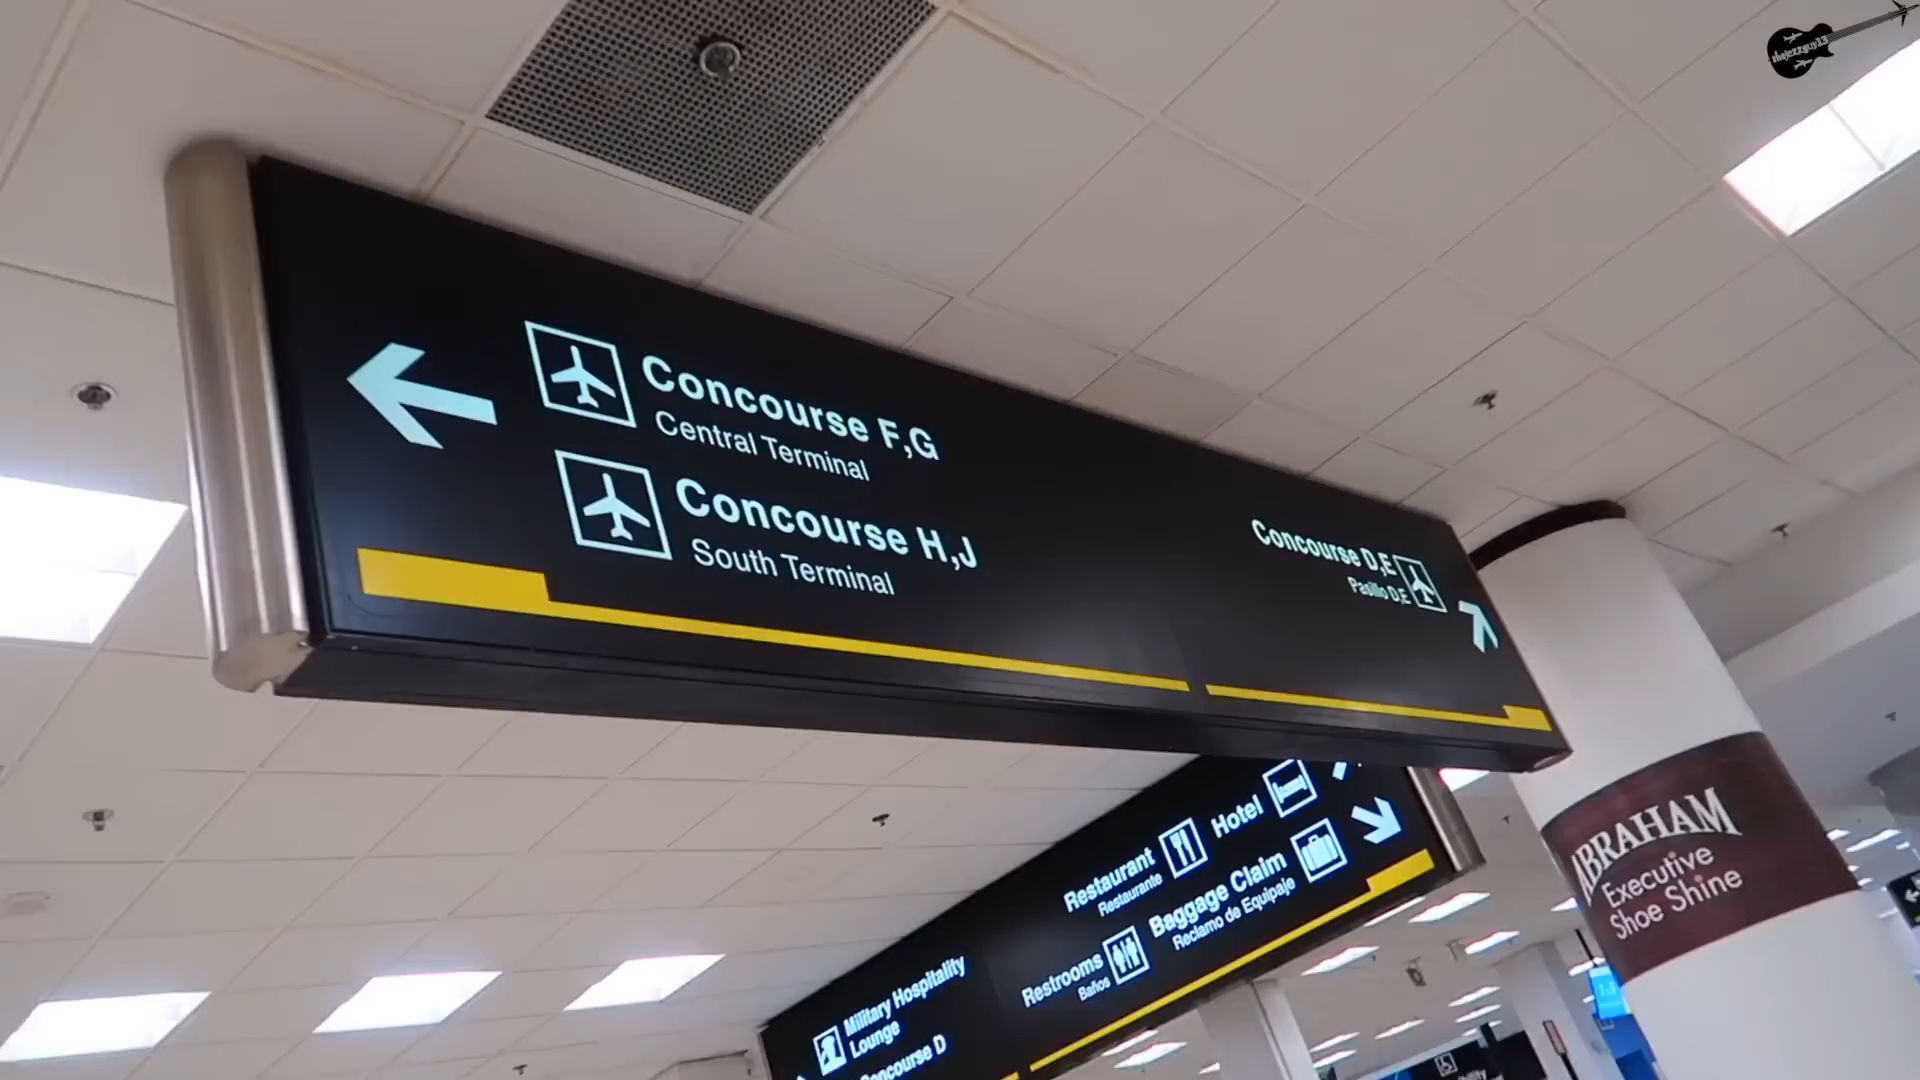 thejazzguy13
Concourse F,G
Central Terminal
Concourse H,J
South Terminal
Concourse D,E
Pasillo D,E
Hotel
Restaurant
Restaurante
Baggage Claim
Reclamo de Equipaje
Restrooms
Baños
Military Hospitality
Lounge
Concourse D
ABRAHAM
Executive
Shoe Shine